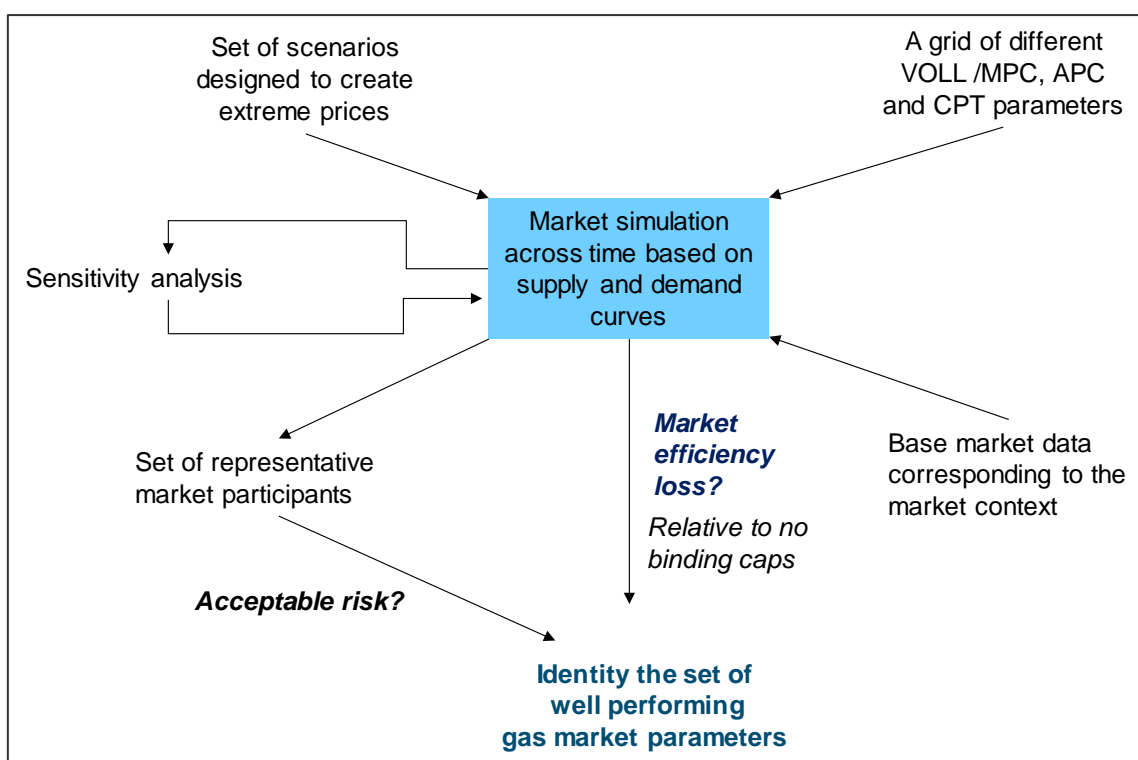 Set of scenarios
designed to create
extreme prices
A grid of different
VOLL /MPC, APC
and CPT parameters
Market simulation
across time based on
supply and demand
curves
Sensitivity analysis
Set of representative
market participants
Market
efficiency
loss?
Relative to no
binding caps
Base market data
corresponding to the
market context
Acceptable risk?
Identity the set of
well performing
gas market parameters